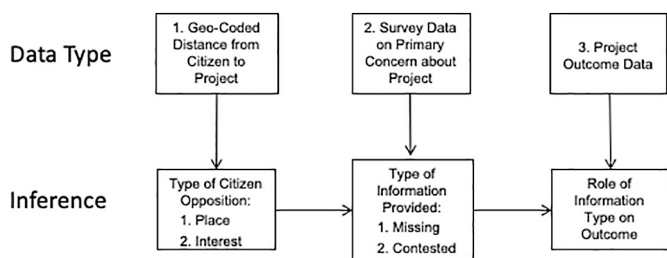 Data Type
1. Geo-Coded
Distance from
Citizen to
Project
2. Survey Data
on Primary
Concern about
Project
3. Project
Outcome Data
Inference
Type of Citizen
Opposition:
1. Place
2. Interest
Type of
Information
Provided:
1. Missing
2. Contested
Role of
Information
Type on
Outcome